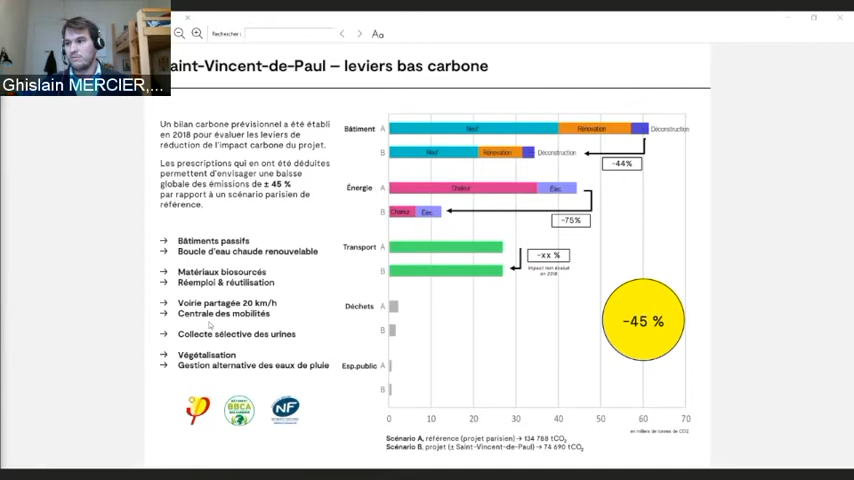 Rechercher :
Aa
Ghislain MERCIER,...
aint-Vincent-de-Paul – leviers bas carbone
Un bilan carbone prévisionnel a été établi
en 2018 pour évaluer les leviers de
réduction de l'impact carbone du projet.
Les prescriptions qui en ont été déduites
permettent d'envisager une baisse
globale des émissions de ± 45 %
par rapport à un scénario parisien de
référence.
→ Bâtiments passifs
→ Boucle d'eau chaude renouvelable
→ Matériaux biosourcés
→ Réemploi & réutilisation
→ Voirie partagée 20 km/h
→ Centrale des mobilités
→ Collecte sélective des urines
→ Végétalisation
→ Gestion alternative des eaux de pluie
BBCA
NF
Bâtiment A Neuf Rénovation Déconstruction
B Neuf Rénovation Déconstruction
-44%
Énergie A Chaleur Élec.
B Chaleur Élec.
-75%
Transport A
-xx %
B
Impact non évalué
en 2018
Déchets A
B
-45 %
Esp.public A
B
0 10 20 30 40 50 60 70
en milliers de tonnes de CO2
Scénario A, référence (projet parisien) → 134 788 tCO₂
Scénario B, projet (± Saint-Vincent-de-Paul) → 74 690 tCO₂